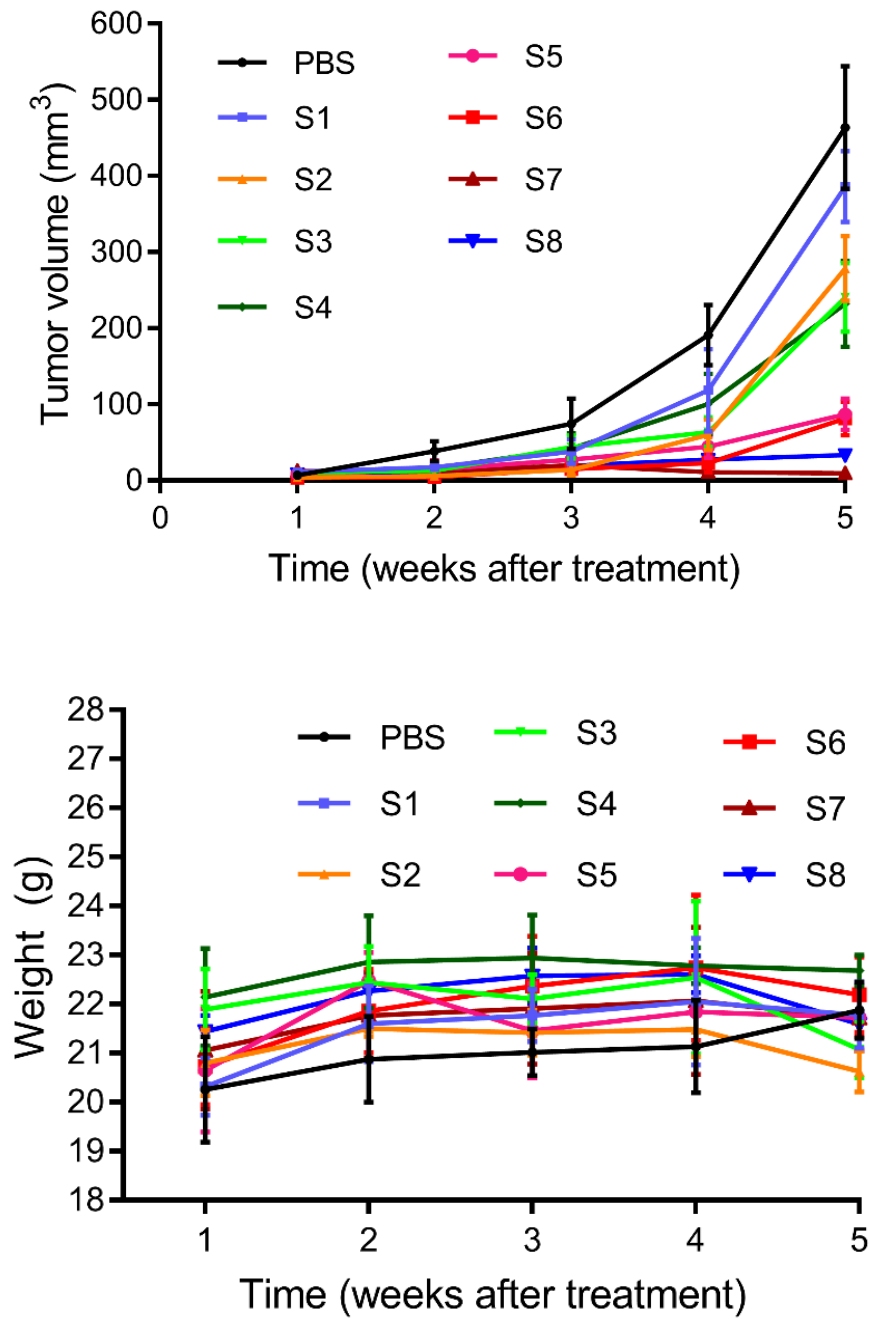 600
500
400
300
200
100
0
Tumor volume (mm³)
PBS
S1
S2
S3
S4
S5
S6
S7
S8
0 1 2 3 4 5
Time (weeks after treatment)
28
27
26
25
24
23
22
21
20
19
18
Weight (g)
PBS
S1
S2
S3
S4
S5
S6
S7
S8
1 2 3 4 5
Time (weeks after treatment)